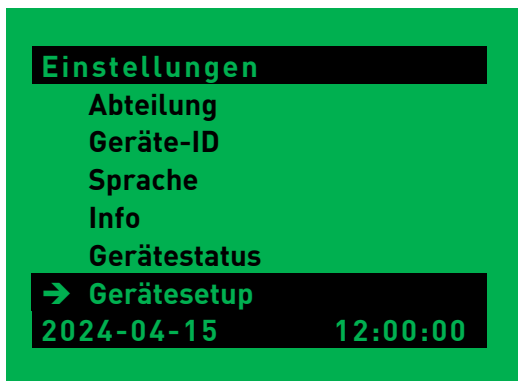 Einstellungen
Abteilung
Geräte-ID
Sprache
Info
Gerätestatus
➔ Gerätesetup
2024-04-15 12:00:00